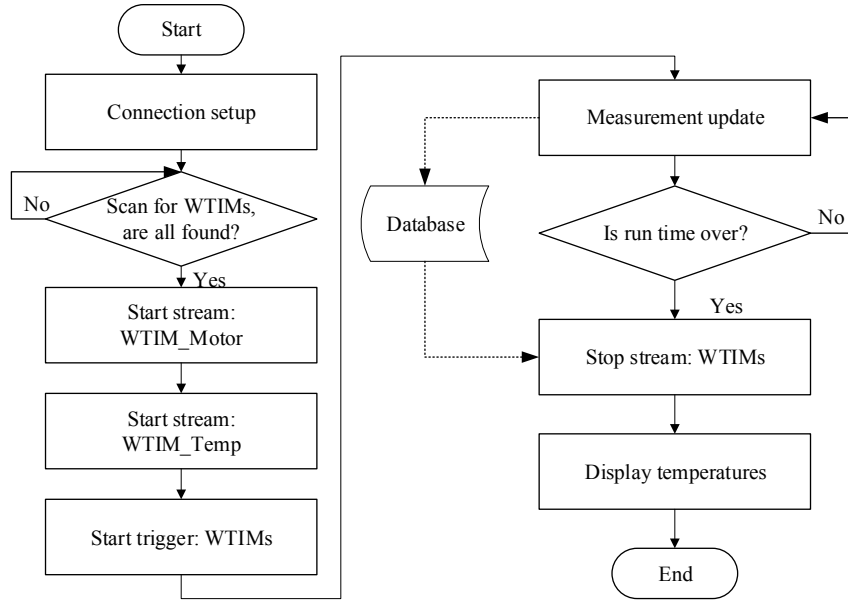 Start
Connection setup
Scan for WTIMs,
are all found?
No
Yes
Start stream:
WTIM_Motor
Start stream:
WTIM_Temp
Start trigger: WTIMs
Measurement update
Database
Is run time over?
No
Yes
Stop stream: WTIMs
Display temperatures
End